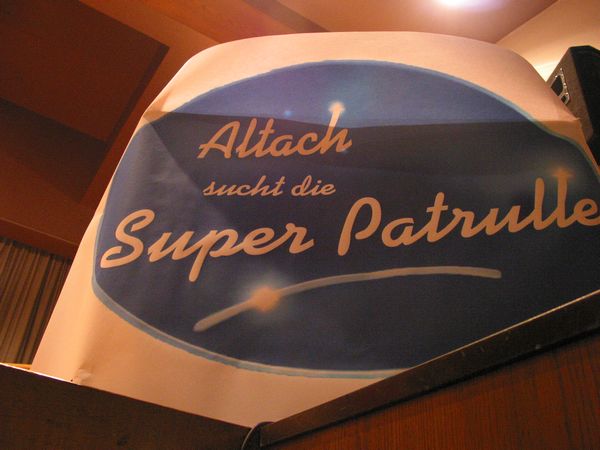 Altach
sucht die
Super Patrulle